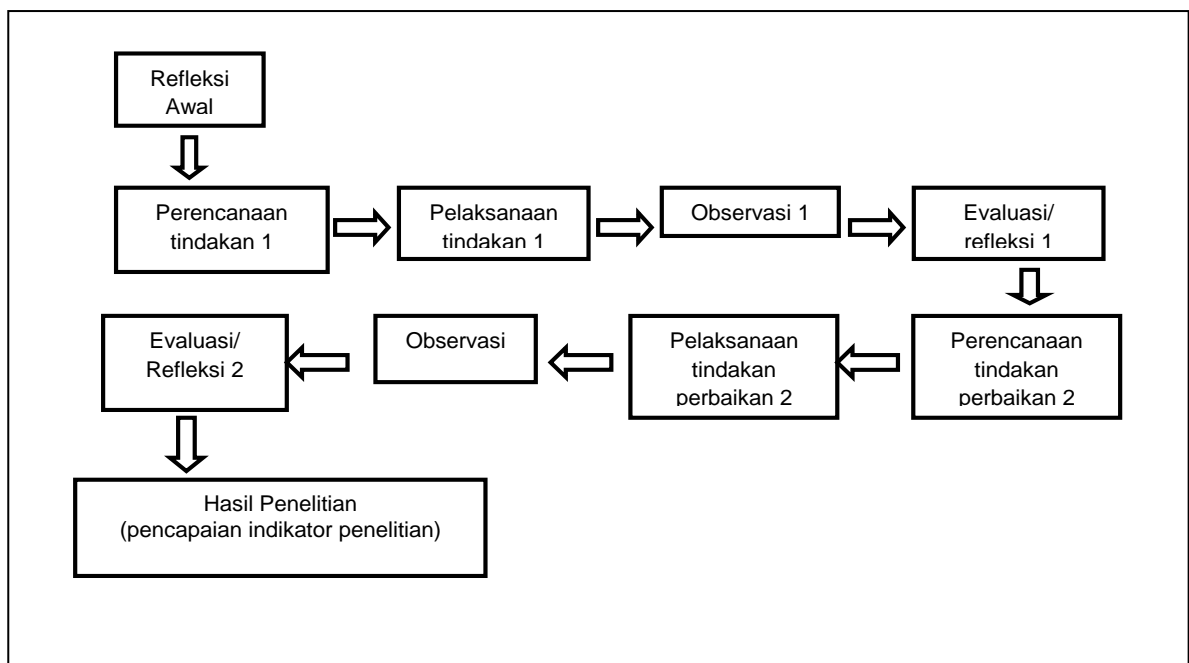 Refleksi
Awal
Perencanaan
tindakan 1
Pelaksanaan
tindakan 1
Observasi 1
Evaluasi/
refleksi 1
Perencanaan
tindakan
perbaikan 2
Pelaksanaan
tindakan
perbaikan 2
Observasi
Evaluasi/
Refleksi 2
Hasil Penelitian
(pencapaian indikator penelitian)